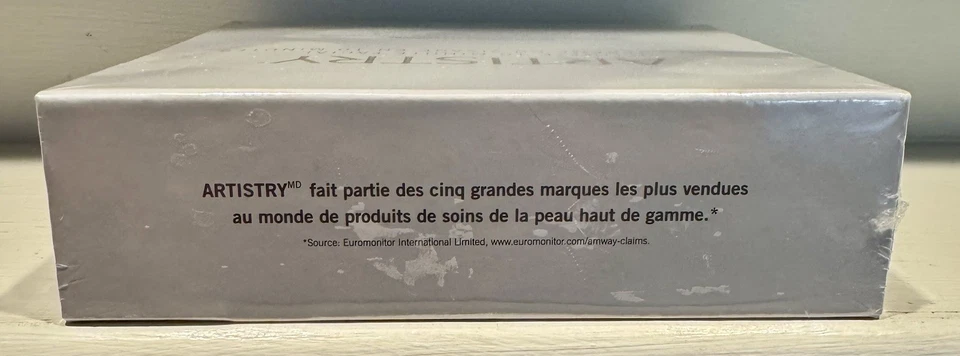 ARTISTRY
ARTISTRYMD fait partie des cinq grandes marques les plus vendues
au monde de produits de soins de la peau haut de gamme.*
*Source: Euromonitor International Limited, www.euromonitor.com/amway-claims.